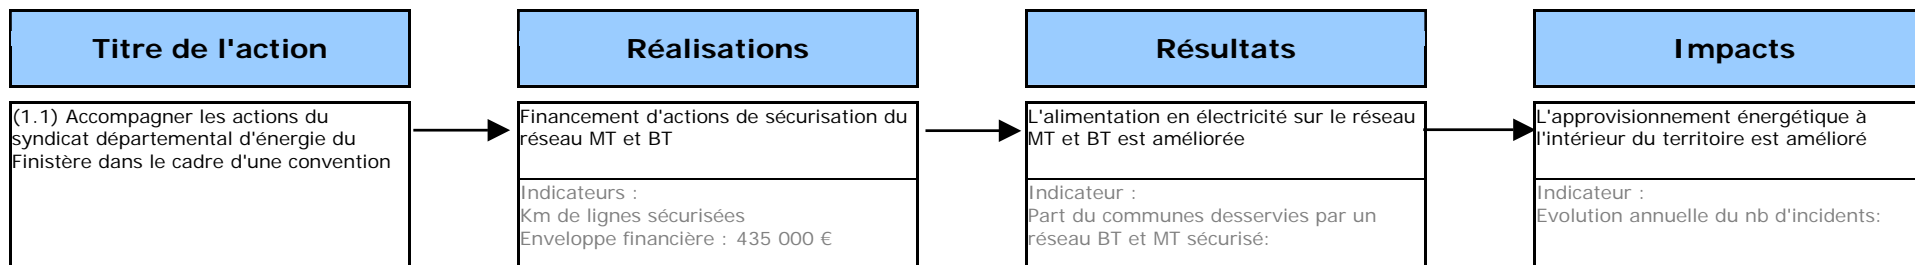 Titre de l'action
Réalisations
Résultats
Impacts
(1.1) Accompagner les actions du
syndicat départemental d'énergie du
Finistère dans le cadre d'une convention
Financement d'actions de sécurisation du
réseau MT et BT
Indicateurs :
Km de lignes sécurisées
Enveloppe financière : 435 000 €
L'alimentation en électricité sur le réseau
MT et BT est améliorée
Indicateur :
Part du communes desservies par un
réseau BT et MT sécurisé:
L'approvisionnement énergétique à
l'intérieur du territoire est amélioré
Indicateur :
Evolution annuelle du nb d'incidents: